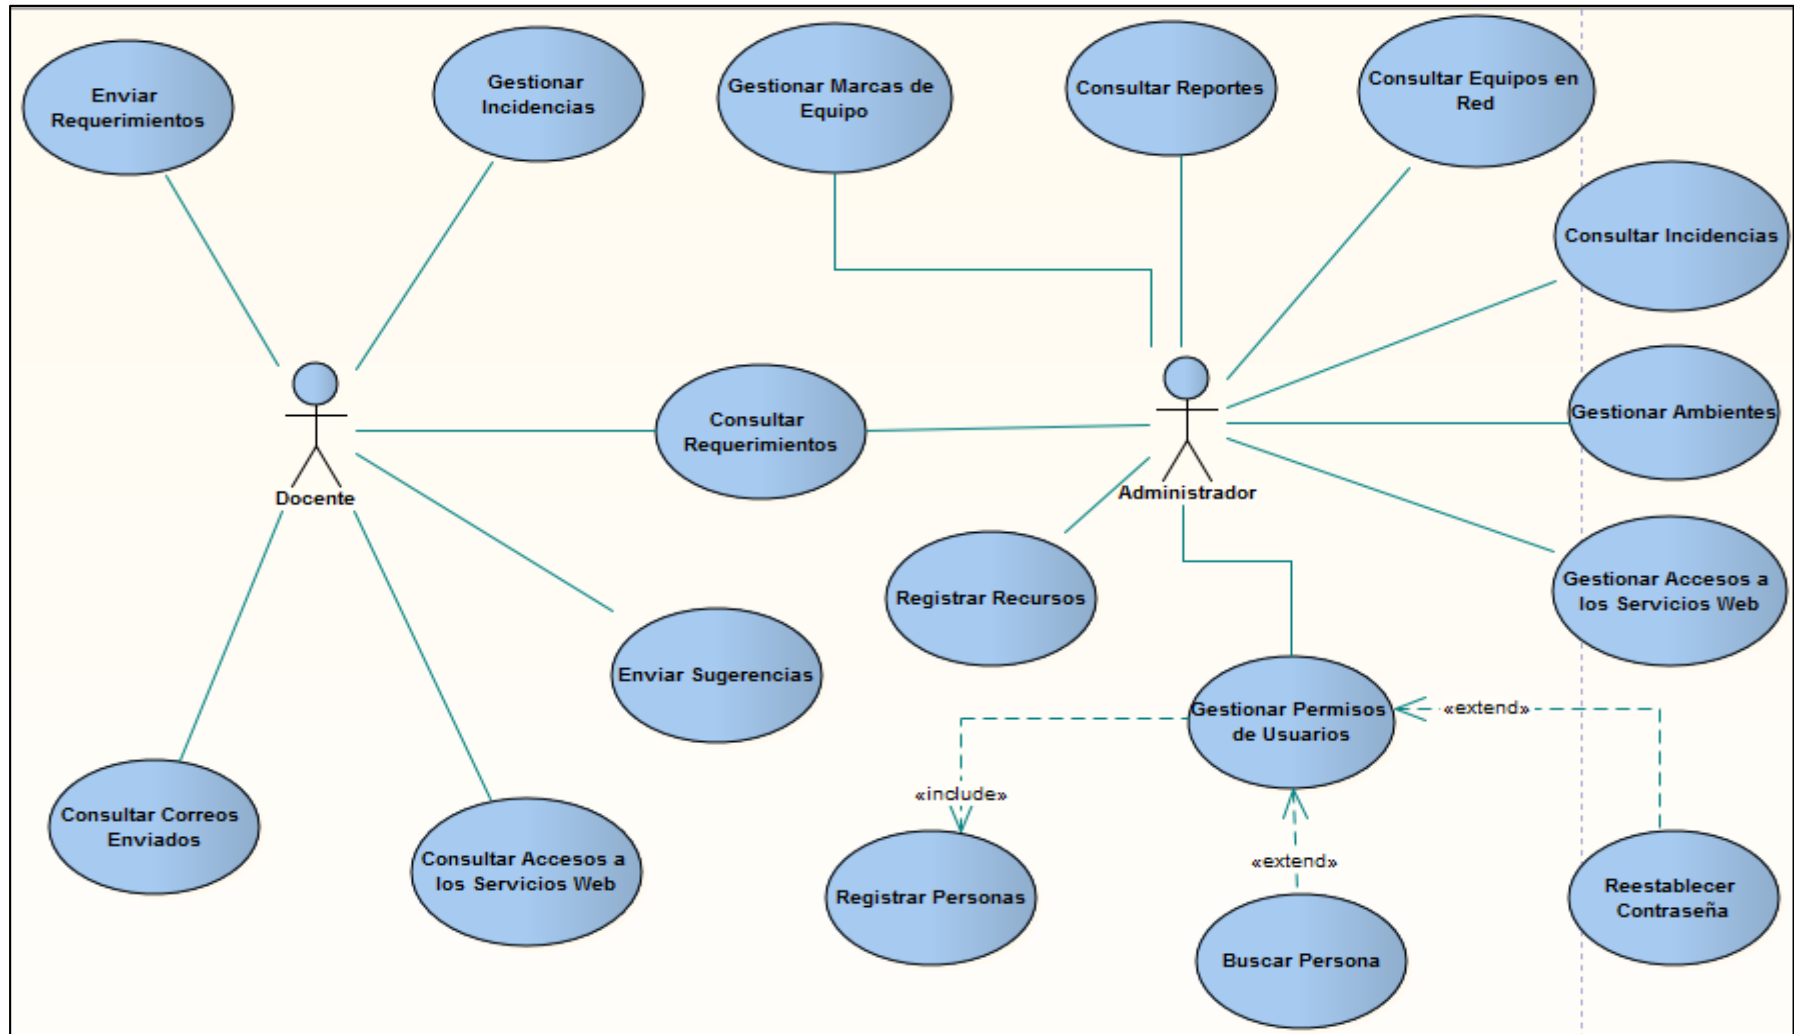 Enviar
Requerimientos
Gestionar
Incidencias
Gestionar Marcas de
Equipo
Consultar Reportes
Consultar Equipos en
Red
Consultar Incidencias
Gestionar Ambientes
Consultar
Requerimientos
Docente
Administrador
Gestionar Accesos a
los Servicios Web
Registrar Recursos
Enviar Sugerencias
Gestionar Permisos
de Usuarios
«extend»
«include»
Consultar Correos
Enviados
Consultar Accesos a
los Servicios Web
«extend»
Registrar Personas
Reestablecer
Contraseña
Buscar Persona